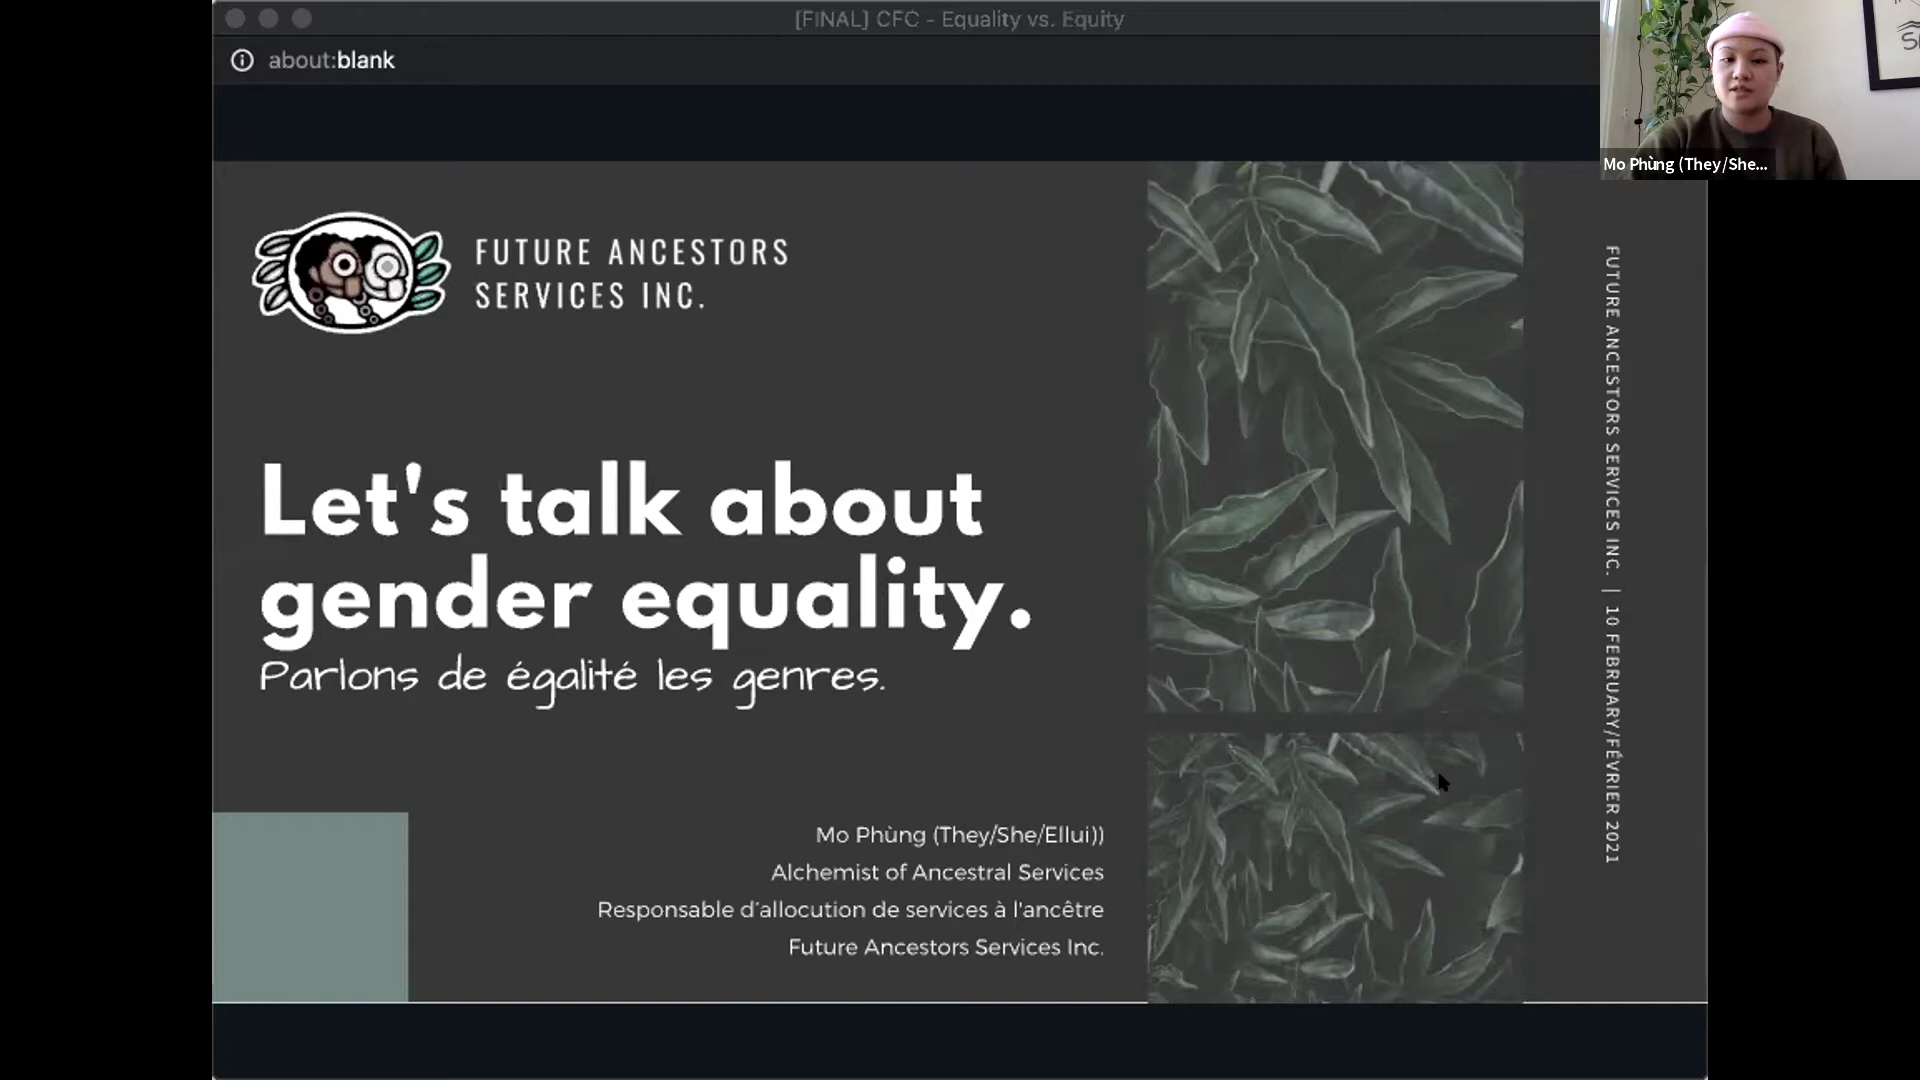 [FINAL] CFC - Equality vs. Equity
about:blank
Mo Phùng (They/She...
FUTURE ANCESTORS
SERVICES INC.
Let's talk about
gender equality.
Parlons de égalité les genres.
Mo Phùng (They/She/Ellui))
Alchemist of Ancestral Services
Responsable d'allocution de services à l'ancêtre
Future Ancestors Services Inc.
FUTURE ANCESTORS SERVICES INC. | 10 FEBRUARY/FÉVRIER 2021